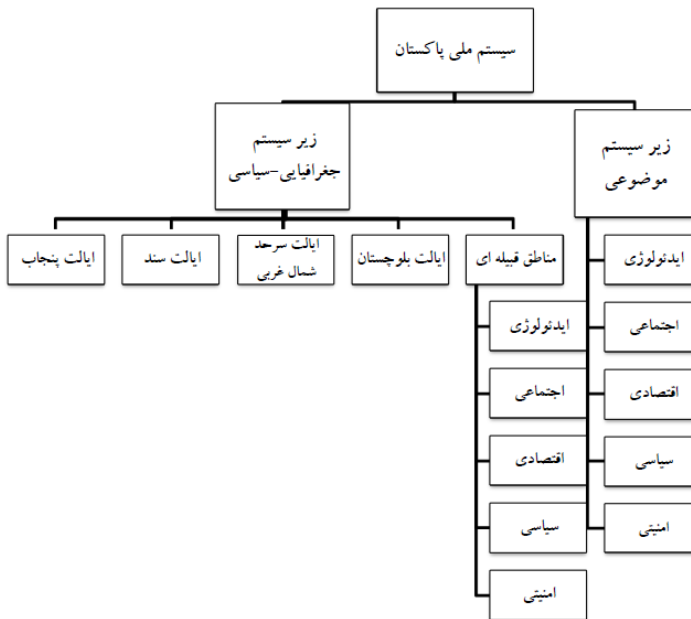 سیستم ملی پاکستان
زیر سیستم
موضوعی
زیر سیستم
جغرافیایی-سیاسی
ایدئولوژی
اجتماعی
اقتصادی
سیاسی
امنیتی
مناطق قبیله ای
ایالت بلوچستان
ایالت سرحد
شمال غربی
ایالت سند
ایالت پنجاب
ایدئولوژی
اجتماعی
اقتصادی
سیاسی
امنیتی